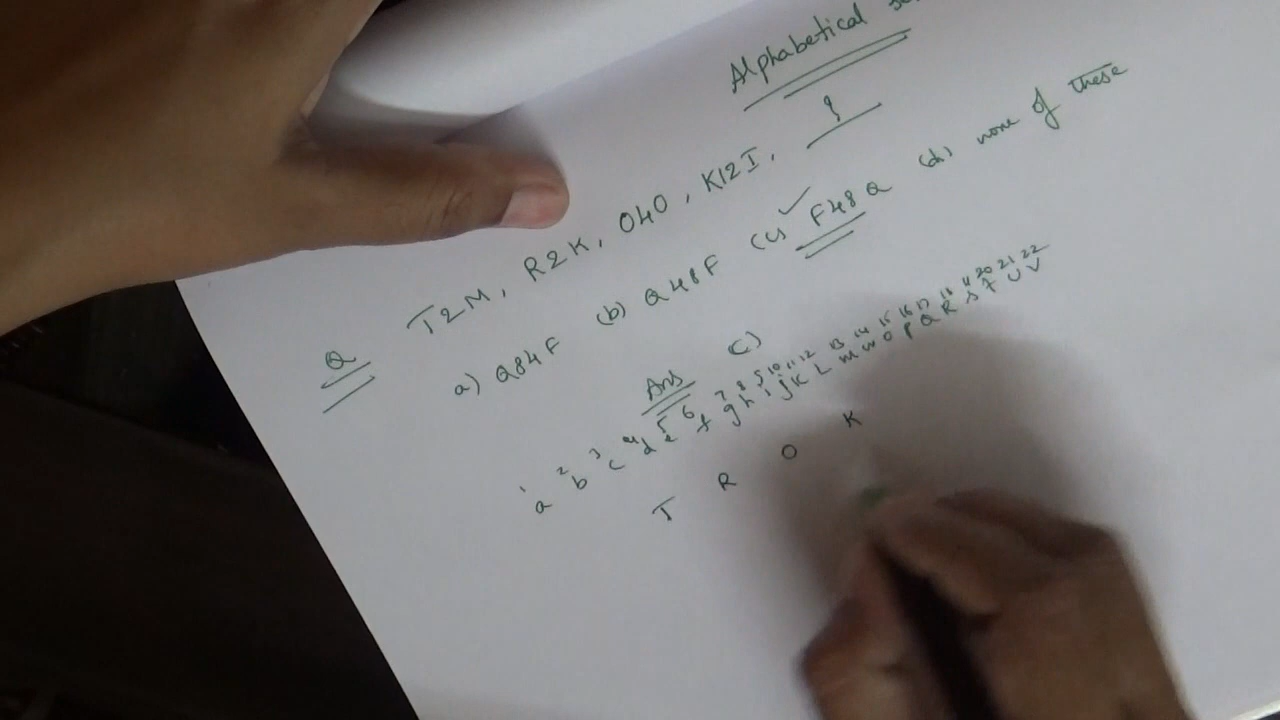 Alphabetical
Q T2M, R2K, O4O, K12I, ?
a) Q84F (b) Q48F (c) F48Q (d) none of these
Ans C)
1 2 3 4 5 6 7 8 9 10 11 12 13 14 15 16 17 18 19 20 21 22
a b c d e f g h i j K L m n O P Q R S T U V
T R O K